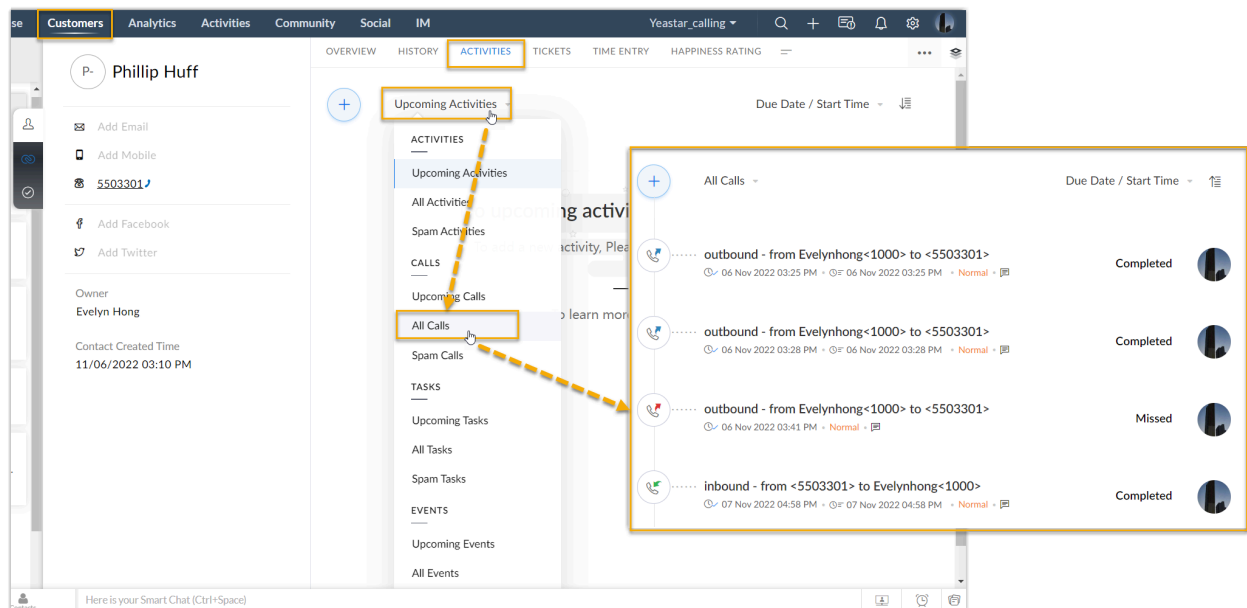 se Customers Analytics Activities Community Social IM Yeastar_calling
P- Phillip Huff
Add Email
Add Mobile
5503301
Add Facebook
Add Twitter
Owner
Evelyn Hong
Contact Created Time
11/06/2022 03:10 PM
OVERVIEW HISTORY ACTIVITIES TICKETS TIME ENTRY HAPPINESS RATING
Upcoming Activities Due Date / Start Time
ACTIVITIES
Upcoming Activities
All Activities
Spam Activities
CALLS
Upcoming Calls
All Calls
Spam Calls
TASKS
Upcoming Tasks
All Tasks
Spam Tasks
EVENTS
Upcoming Events
All Events
upcoming activi
activity, Plea
o learn more
All Calls Due Date / Start Time
outbound - from Evelynhong<1000> to <5503301> Completed
06 Nov 2022 03:25 PM • 06 Nov 2022 03:25 PM • Normal •
outbound - from Evelynhong<1000> to <5503301> Completed
06 Nov 2022 03:28 PM • 06 Nov 2022 03:28 PM • Normal •
outbound - from Evelynhong<1000> to <5503301> Missed
06 Nov 2022 03:41 PM • Normal •
inbound - from <5503301> to Evelynhong<1000> Completed
07 Nov 2022 04:58 PM • 07 Nov 2022 04:58 PM • Normal •
Here is your Smart Chat (Ctrl+Space)